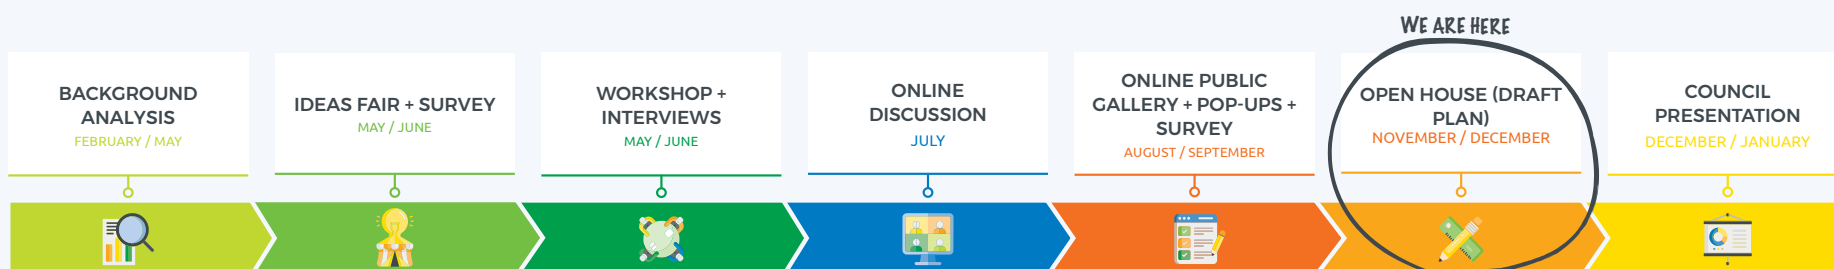 WE ARE HERE
BACKGROUND
ANALYSIS
FEBRUARY / MAY
IDEAS FAIR + SURVEY
MAY / JUNE
WORKSHOP +
INTERVIEWS
MAY / JUNE
ONLINE
DISCUSSION
JULY
ONLINE PUBLIC
GALLERY + POP-UPS +
SURVEY
AUGUST / SEPTEMBER
OPEN HOUSE (DRAFT
PLAN)
NOVEMBER / DECEMBER
COUNCIL
PRESENTATION
DECEMBER / JANUARY